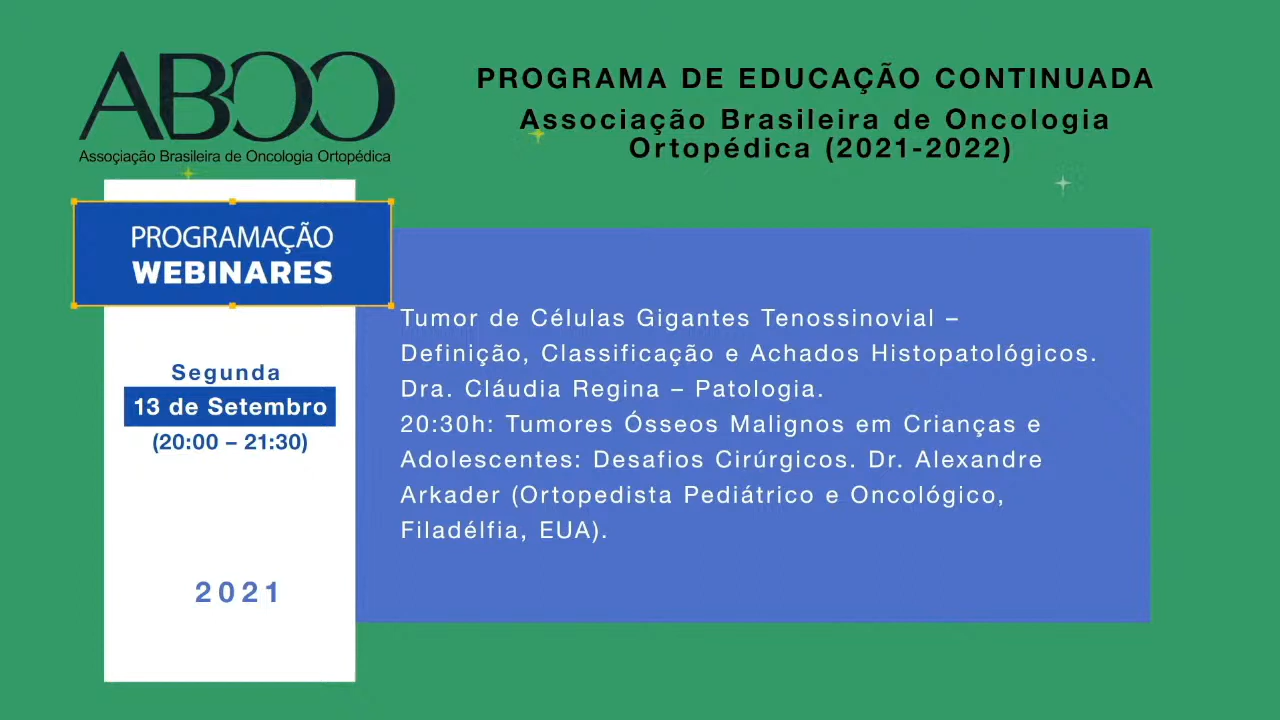 ABOO
Associação Brasileira de Oncologia Ortopédica
PROGRAMA DE EDUCAÇÃO CONTINUADA
Associação Brasileira de Oncologia
Ortopédica (2021-2022)
PROGRAMAÇÃO
WEBINARES
Segunda
13 de Setembro
(20:00 – 21:30)
2021
Tumor de Células Gigantes Tenossinovial –
Definição, Classificação e Achados Histopatológicos.
Dra. Cláudia Regina – Patologia.
20:30h: Tumores Ósseos Malignos em Crianças e
Adolescentes: Desafios Cirúrgicos. Dr. Alexandre
Arkader (Ortopedista Pediátrico e Oncológico,
Filadélfia, EUA).